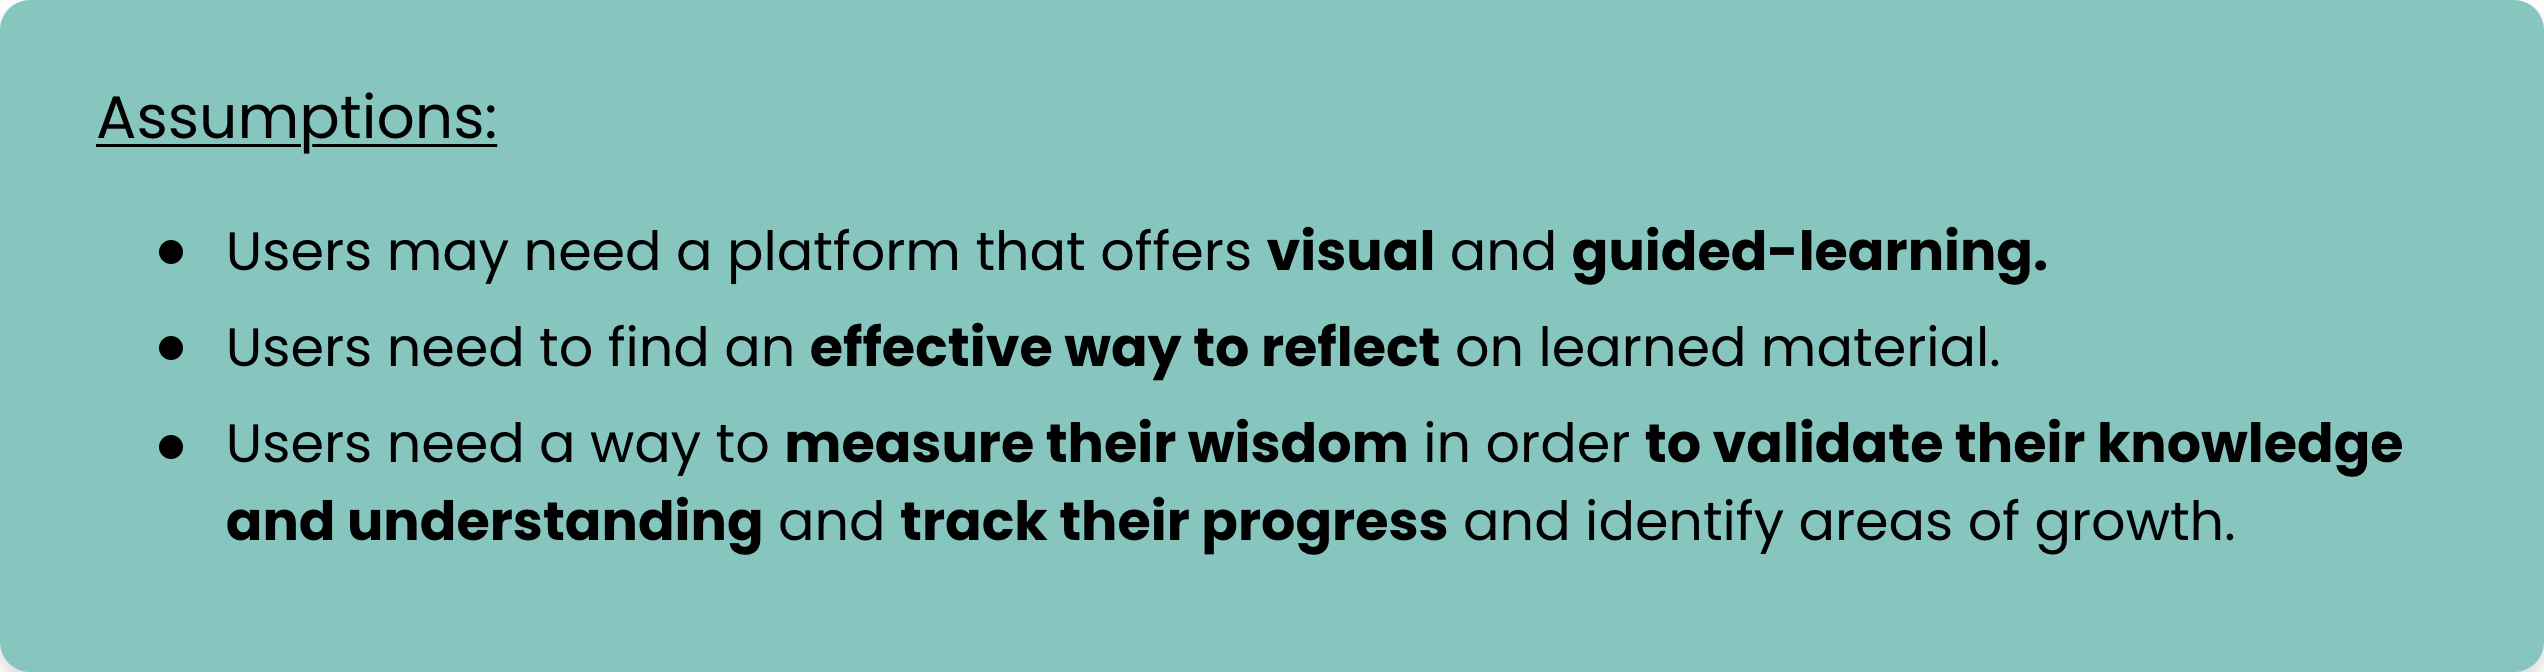 Assumptions:
● Users may need a platform that offers visual and guided-learning.
● Users need to find an effective way to reflect on learned material.
● Users need a way to measure their wisdom in order to validate their knowledge
and understanding and track their progress and identify areas of growth.